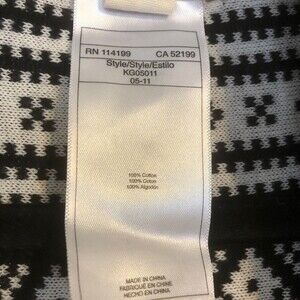 RN 114199 CA 52199
Style/Style/Estilo
KG05011
05-11
100% Cotton
100% Coton
100% Algodón
MADE IN CHINA
FABRIQUÉ EN CHINE
HECHO EN CHINA